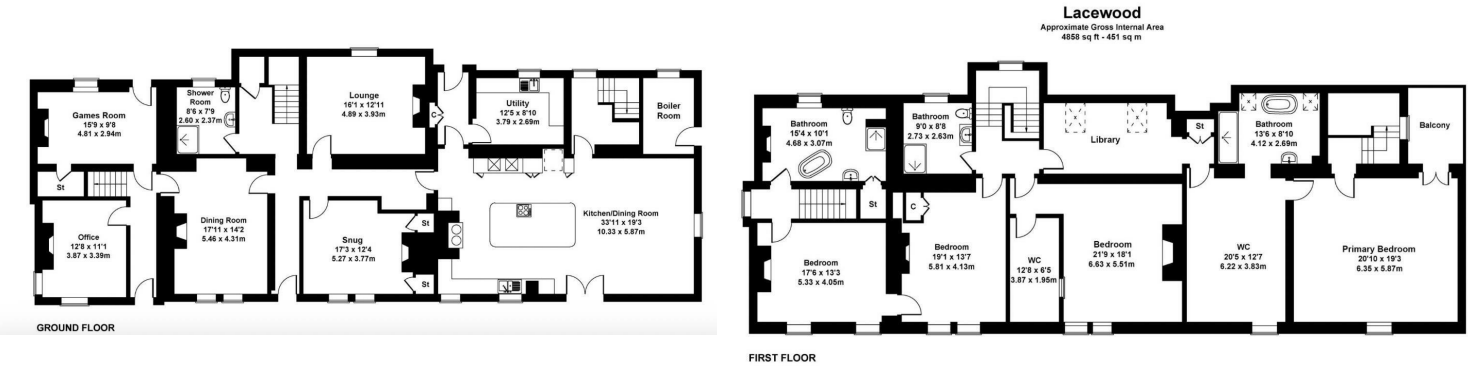 Lacewood
Approximate Gross Internal Area
4858 sq ft - 451 sq m
Games Room
15'9 x 9'8
4.81 x 2.94m
Shower
Room
8'6 x 7'9
2.60 x 2.37m
Lounge
16'1 x 12'11
4.89 x 3.93m
C
Utility
12'5 x 8'10
3.79 x 2.69m
Boiler
Room
St
Office
12'8 x 11'1
3.87 x 3.39m
Dining Room
17'11 x 14'2
5.46 x 4.31m
Snug
17'3 x 12'4
5.27 x 3.77m
St
St
Kitchen/Dining Room
33'11 x 19'3
10.33 x 5.87m
GROUND FLOOR
Bathroom
15'4 x 10'1
4.68 x 3.07m
Bathroom
9'0 x 8'8
2.73 x 2.63m
Library
St
Bathroom
13'6 x 8'10
4.12 x 2.69m
Balcony
St
C
Bedroom
17'6 x 13'3
5.33 x 4.05m
Bedroom
19'1 x 13'7
5.81 x 4.13m
WC
12'8 x 6'5
3.87 x 1.95m
Bedroom
21'9 x 18'1
6.63 x 5.51m
WC
20'5 x 12'7
6.22 x 3.83m
Primary Bedroom
20'10 x 19'3
6.35 x 5.87m
FIRST FLOOR